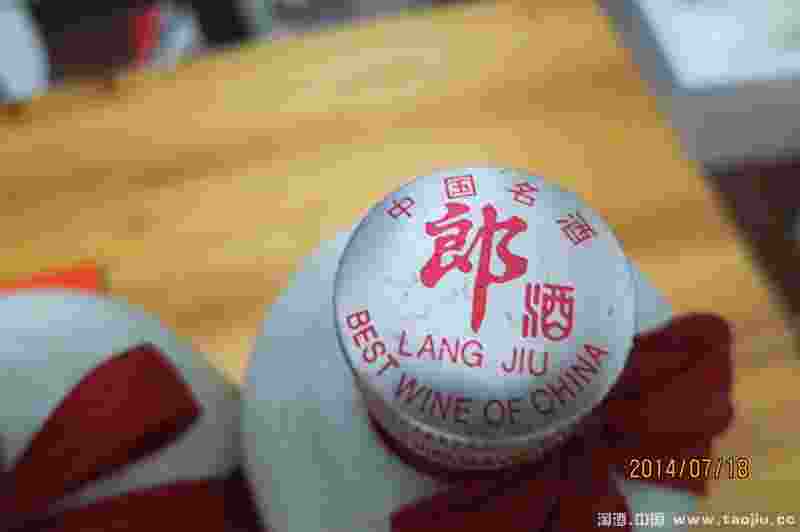 中国名酒
郎
酒
LANG JIU
BEST WINE OF CHINA
2014/07/13
淘酒.中国 www.taojiu.co